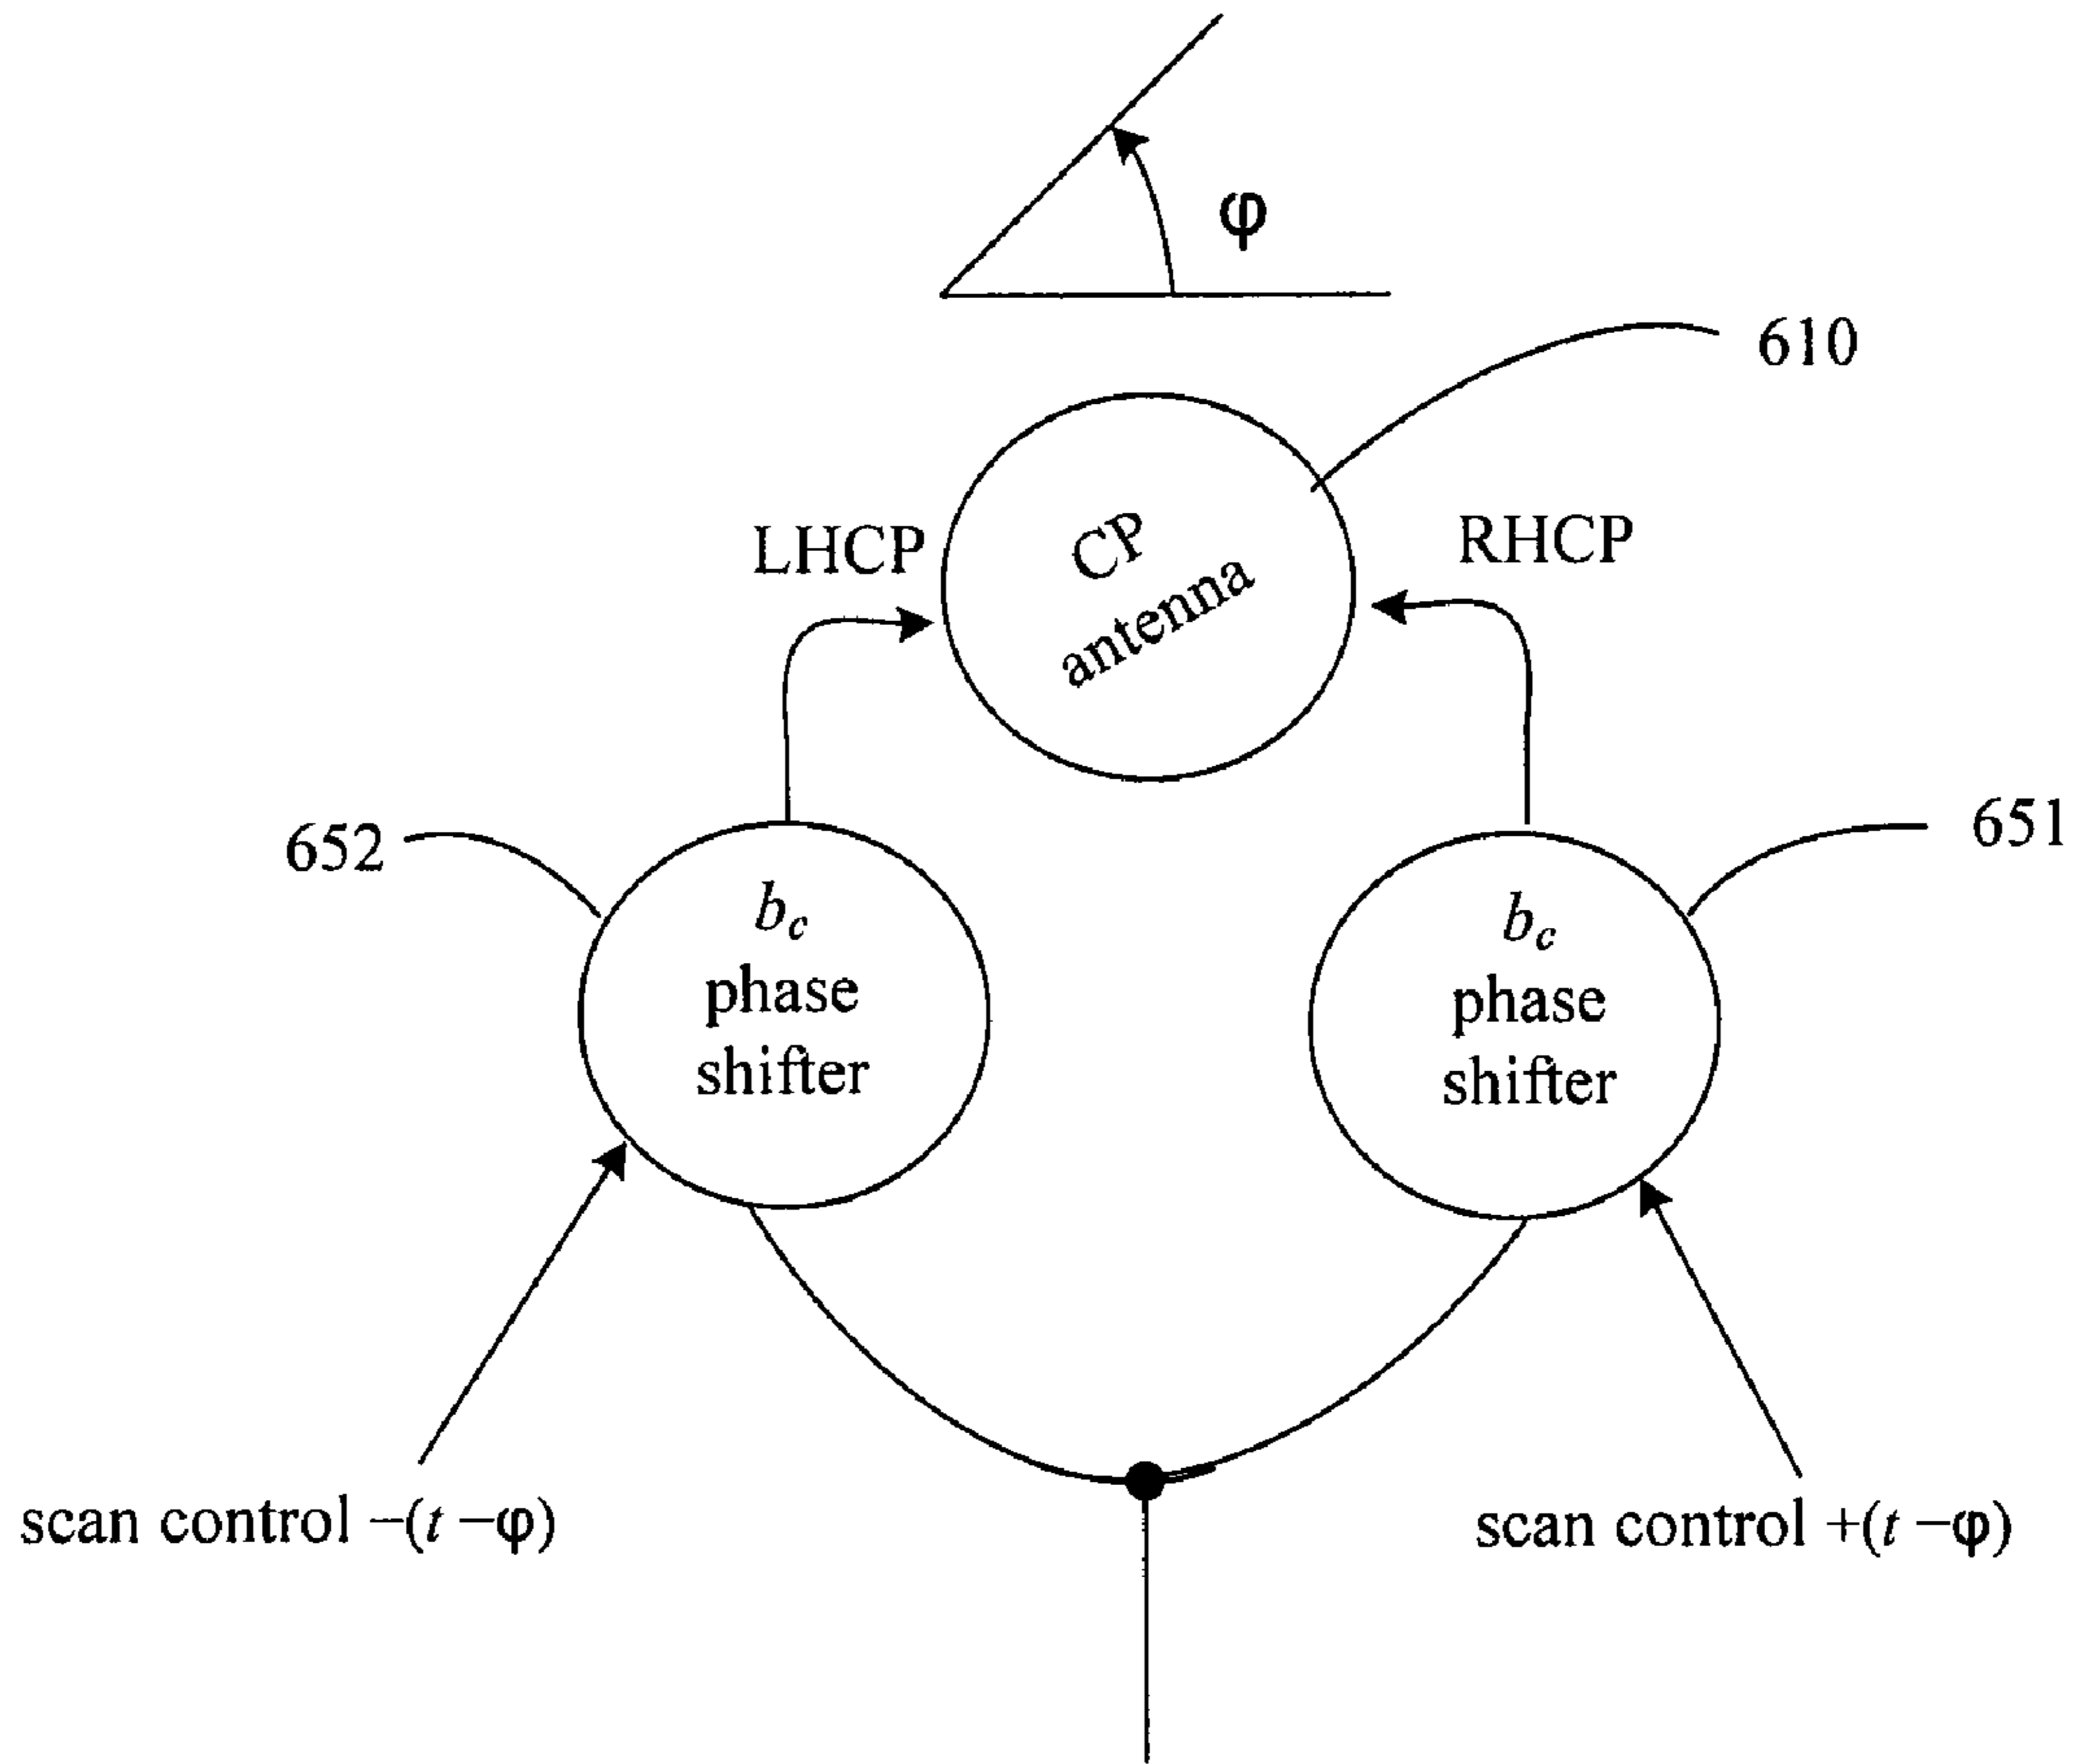 φ
610
LHCP
RHCP
CP
antenna
652
651
b_c
phase
shifter
b_c
phase
shifter
scan control −(t −φ)
scan control +(t −φ)